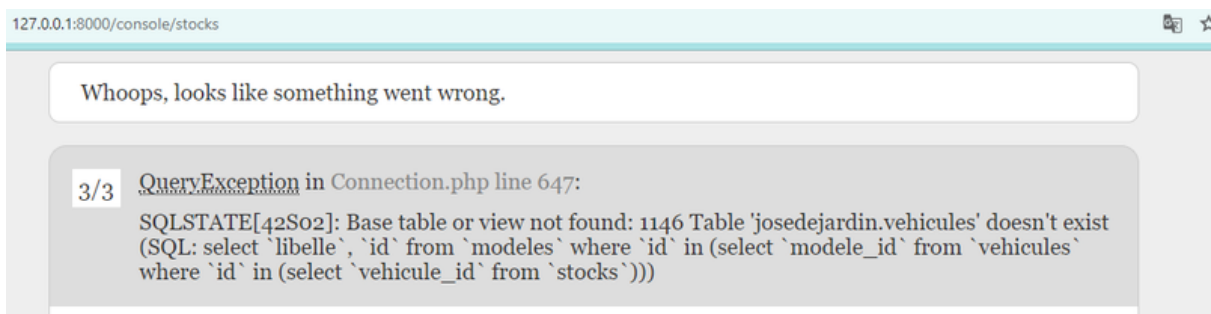 127.0.0.1:8000/console/stocks
Whoops, looks like something went wrong.
3/3 QueryException in Connection.php line 647:
SQLSTATE[42S02]: Base table or view not found: 1146 Table 'josedejardin.vehicules' doesn't exist
(SQL: select `libelle`, `id` from `modeles` where `id` in (select `modele_id` from `vehicules`
where `id` in (select `vehicule_id` from `stocks`)))